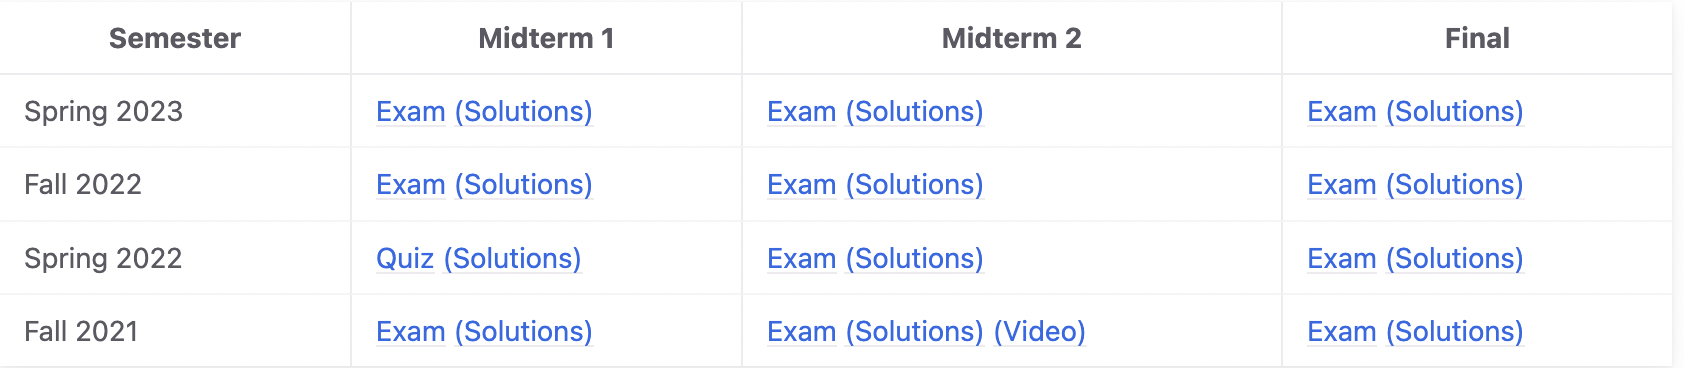 Semester Midterm 1 Midterm 2 Final
Spring 2023 Exam (Solutions) Exam (Solutions) Exam (Solutions)
Fall 2022 Exam (Solutions) Exam (Solutions) Exam (Solutions)
Spring 2022 Quiz (Solutions) Exam (Solutions) Exam (Solutions)
Fall 2021 Exam (Solutions) Exam (Solutions) (Video) Exam (Solutions)